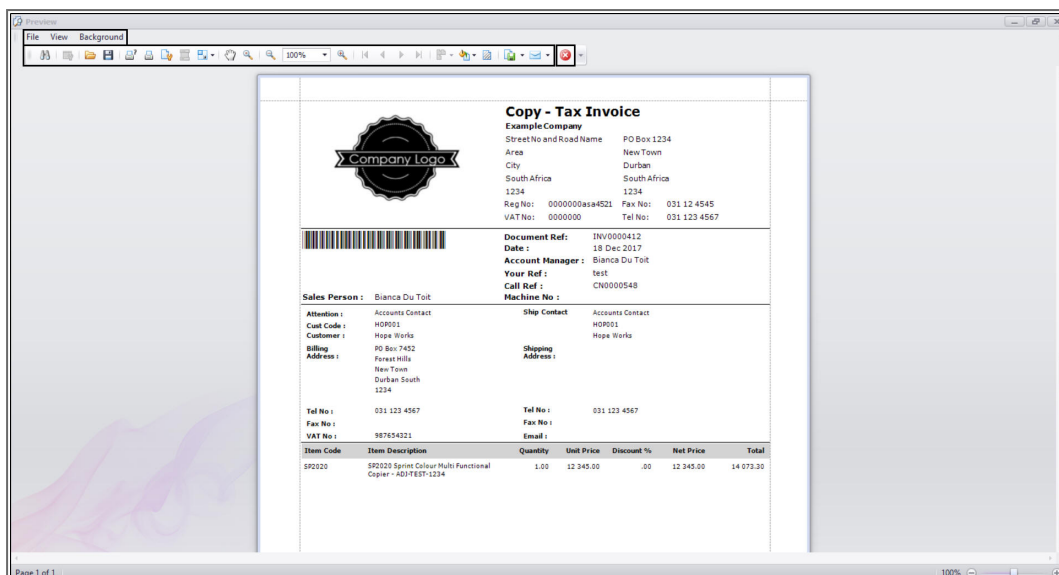 Preview
File View Background
100%
Copy - Tax Invoice
Example Company
Street No and Road Name PO Box 1234
Area New Town
City Durban
South Africa South Africa
1234 1234
Reg No: 0000000asa4521 Fax No: 031 12 4545
VAT No: 0000000 Tel No: 031 123 4567
Company Logo
Document Ref: INV0000412
Date : 18 Dec 2017
Account Manager : Bianca Du Toit
Your Ref : test
Call Ref : CN0000548
Sales Person : Bianca Du Toit Machine No :
Attention : Accounts Contact Ship Contact Accounts Contact
Cust Code : HOP001 HOP001
Customer : Hope Works Hope Works
Billing Address : PO Box 7452 Shipping Address :
Forest Hills
New Town
Durban South
1234
Tel No : 031 123 4567 Tel No : 031 123 4567
Fax No : Fax No :
VAT No : 987654321 Email :
Item Code Item Description Quantity Unit Price Discount % Net Price Total
SP2020 SP2020 Sprint Colour Multi Functional 1.00 12 345.00 .00 12 345.00 14 073.30
Copier - ADJ-TEST-1234
Page 1 of 1 100%